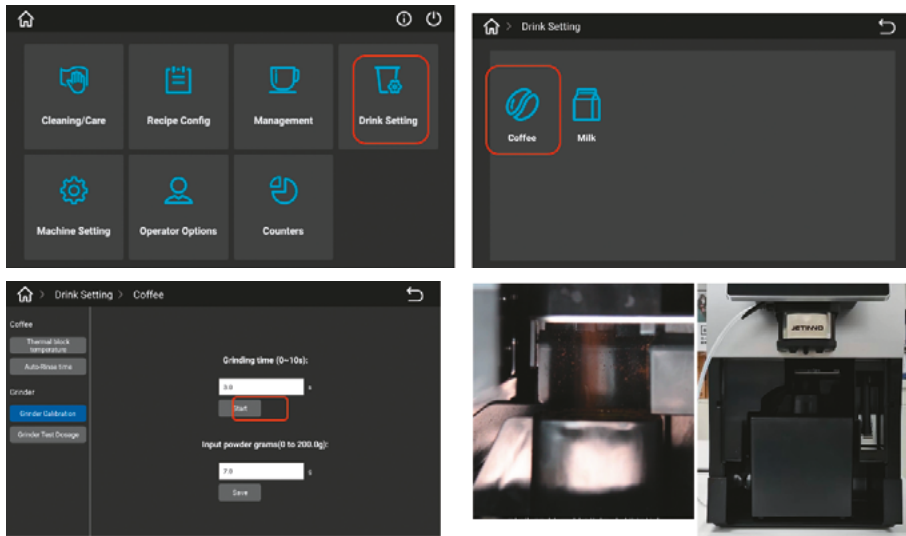 Cleaning/Care
Recipe Config
Management
Drink Setting
Machine Setting
Operator Options
Counters
> Drink Setting
Coffee
Milk
> Drink Setting > Coffee
Coffee
Thermal block
temperature
Auto-Rinse time
Grinder
Grinder Calibration
Grinder Test Dosage
Grinding time (0~10s):
3.0 s
Start
Input powder grams(0 to 200.0g):
7.0
Save
JETINNO